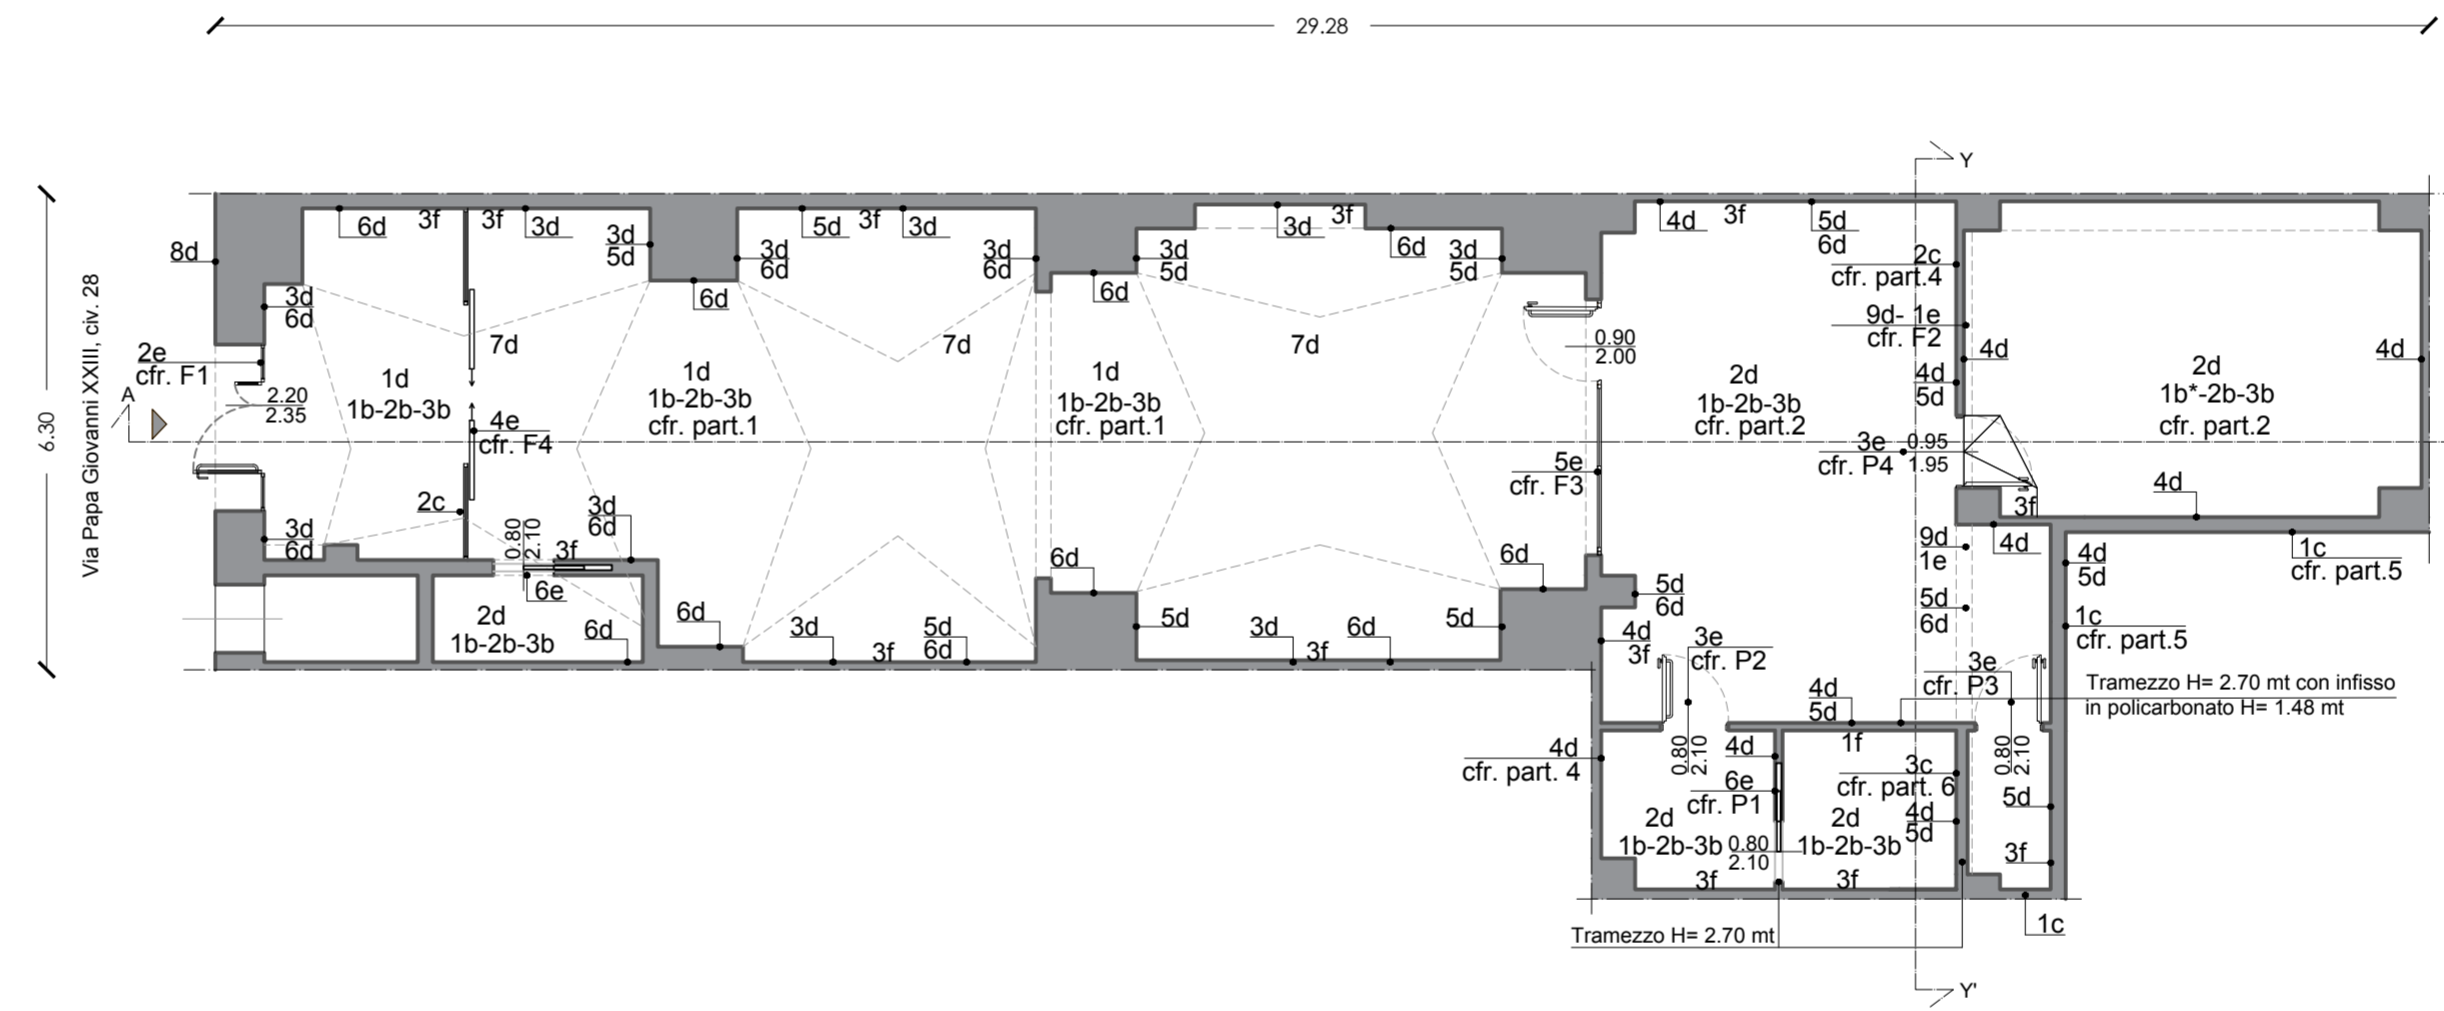 29.28
6.30
Via Papa Giovanni XXIII, civ. 28
A
Y
8d
6d
3f
3f
3d
3d
5d
5d
3f
3d
3d
6d
3d
6d
6d
3d
5d
6d
3d
3f
6d
3d
5d
4d
3f
5d
6d
2c
cfr. part.4
3d
6d
9d- 1e
cfr. F2
2e
cfr. F1
7d
7d
7d
0.90
2.00
4d
4d
1d
1b-2b-3b
1d
1b-2b-3b
cfr. part.1
1d
1b-2b-3b
cfr. part.1
2d
1b-2b-3b
cfr. part.2
4d
5d
2d
1b*-2b-3b
cfr. part.2
2.20
2.35
4e
cfr. F4
3e
cfr. P4
0.95
1.95
5e
cfr. F3
2c
3d
6d
3d
6d
0.80
2.10
3f
6e
2d
1b-2b-3b
6d
6d
3d
3f
5d
6d
6d
5d
3d
3f
6d
5d
6d
4d
3f
9d
1e
4d
4d
5d
1c
cfr. part.5
5d
6d
5d
6d
1c
cfr. part.5
4d
3f
3e
cfr. P2
3e
cfr. P3
Tramezzo H= 2.70 mt con infisso
in policarbonato H= 1.48 mt
4d
5d
0.80
2.10
0.80
2.10
4d
cfr. part. 4
4d
1f
6e
cfr. P1
3c
cfr. part. 6
4d
5d
5d
2d
1b-2b-3b
0.80
2.10
2d
1b-2b-3b
3f
3f
3f
1c
Tramezzo H= 2.70 mt
Y'